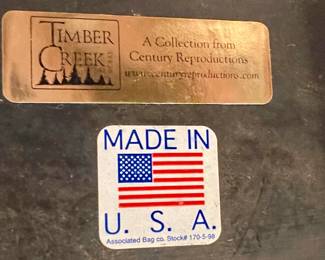 TIMBER
CREEK
A Collection from
Century Reproductions
www.centuryreproductions.com
MADE IN
U. S. A.
Associated Bag co. Stock# 170-5-98